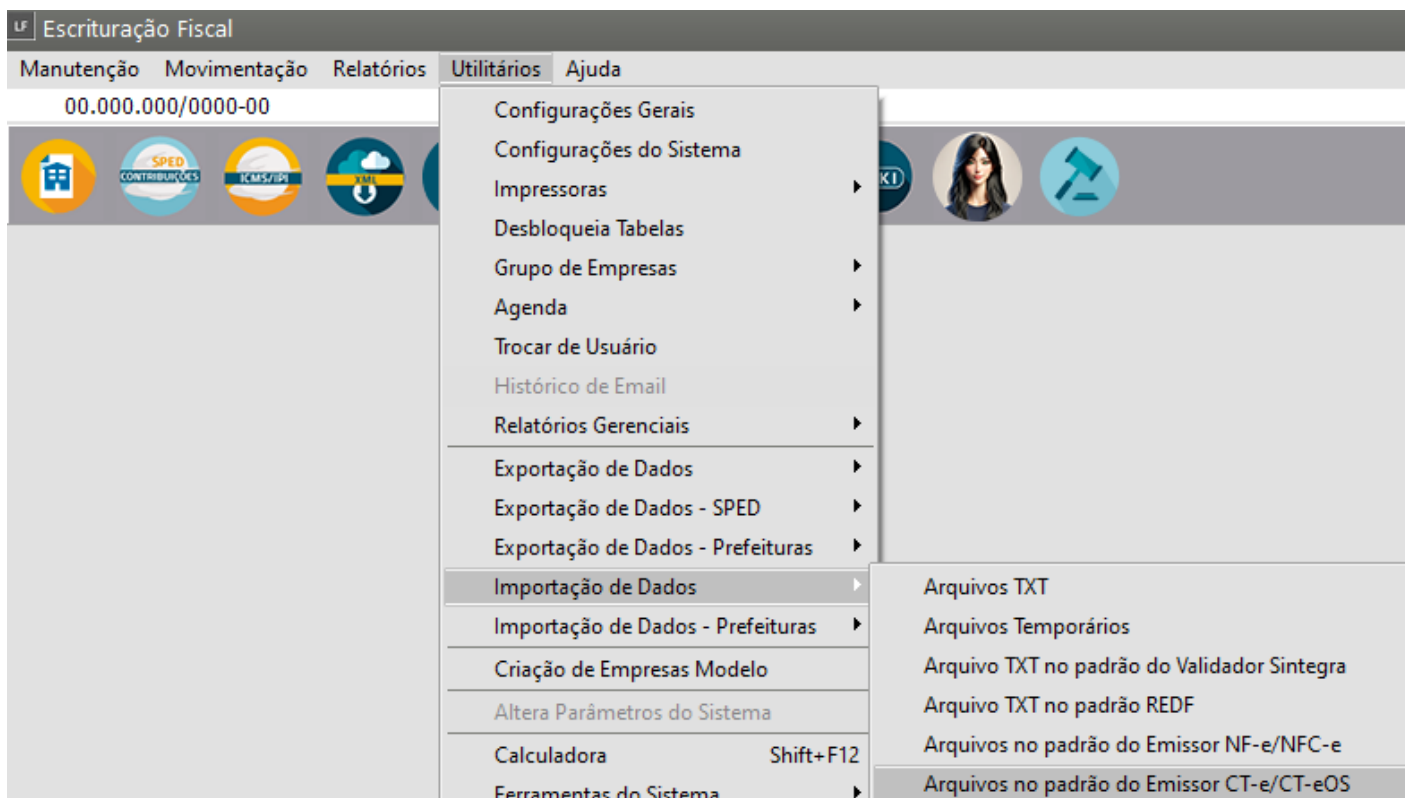 LF Escrituração Fiscal
Manutenção Movimentação Relatórios Utilitários Ajuda
00.000.000/0000-00
SPED
CONTRIBUIÇÕES
ICMS/IPI
XML
Configurações Gerais
Configurações do Sistema
Impressoras
Desbloqueia Tabelas
Grupo de Empresas
Agenda
Trocar de Usuário
Histórico de Email
Relatórios Gerenciais
Exportação de Dados
Exportação de Dados - SPED
Exportação de Dados - Prefeituras
Importação de Dados
Importação de Dados - Prefeituras
Criação de Empresas Modelo
Altera Parâmetros do Sistema
Calculadora Shift+F12
Ferramentas do Sistema
Arquivos TXT
Arquivos Temporários
Arquivo TXT no padrão do Validador Sintegra
Arquivo TXT no padrão REDF
Arquivos no padrão do Emissor NF-e/NFC-e
Arquivos no padrão do Emissor CT-e/CT-eOS